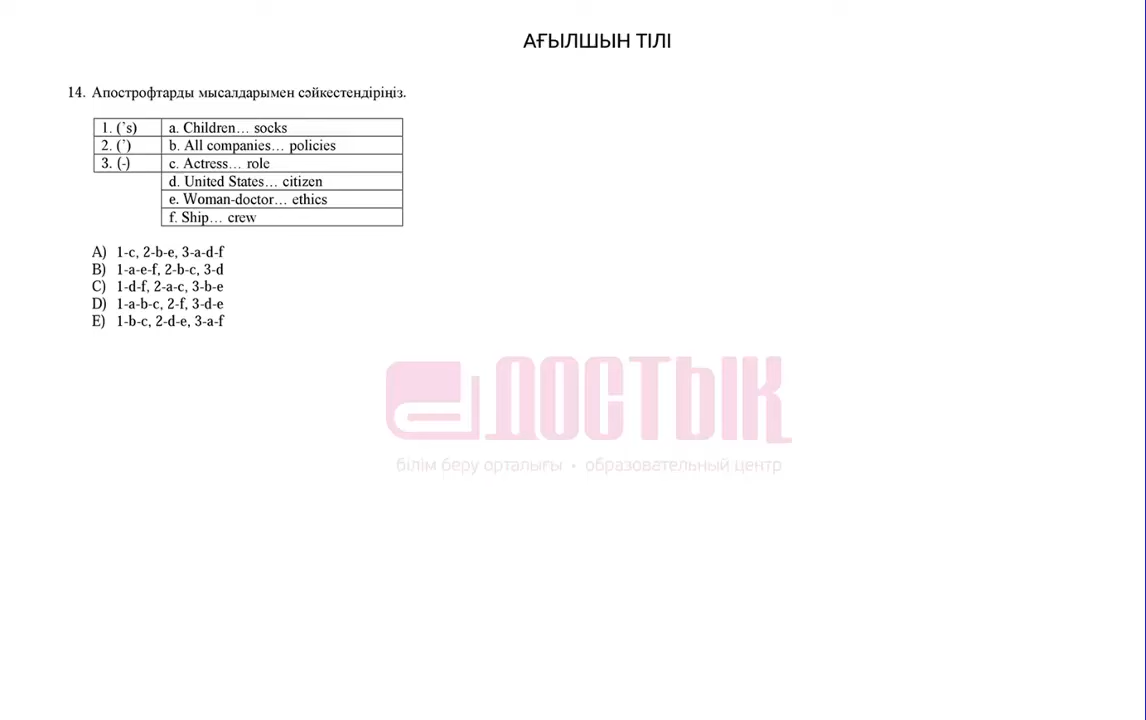 АҒЫЛШЫН ТІЛІ
14. Апострофтарды мысалдарымен сәйкестендіріңіз.
1. (’s) a. Children… socks
2. (’) b. All companies… policies
3. (-) c. Actress… role
d. United States… citizen
e. Woman-doctor… ethics
f. Ship… crew
A) 1-c, 2-b-e, 3-a-d-f
B) 1-a-e-f, 2-b-c, 3-d
C) 1-d-f, 2-a-c, 3-b-e
D) 1-a-b-c, 2-f, 3-d-e
E) 1-b-c, 2-d-e, 3-a-f
ДОСТЫҚ
білім беру орталығы • образовательный центр